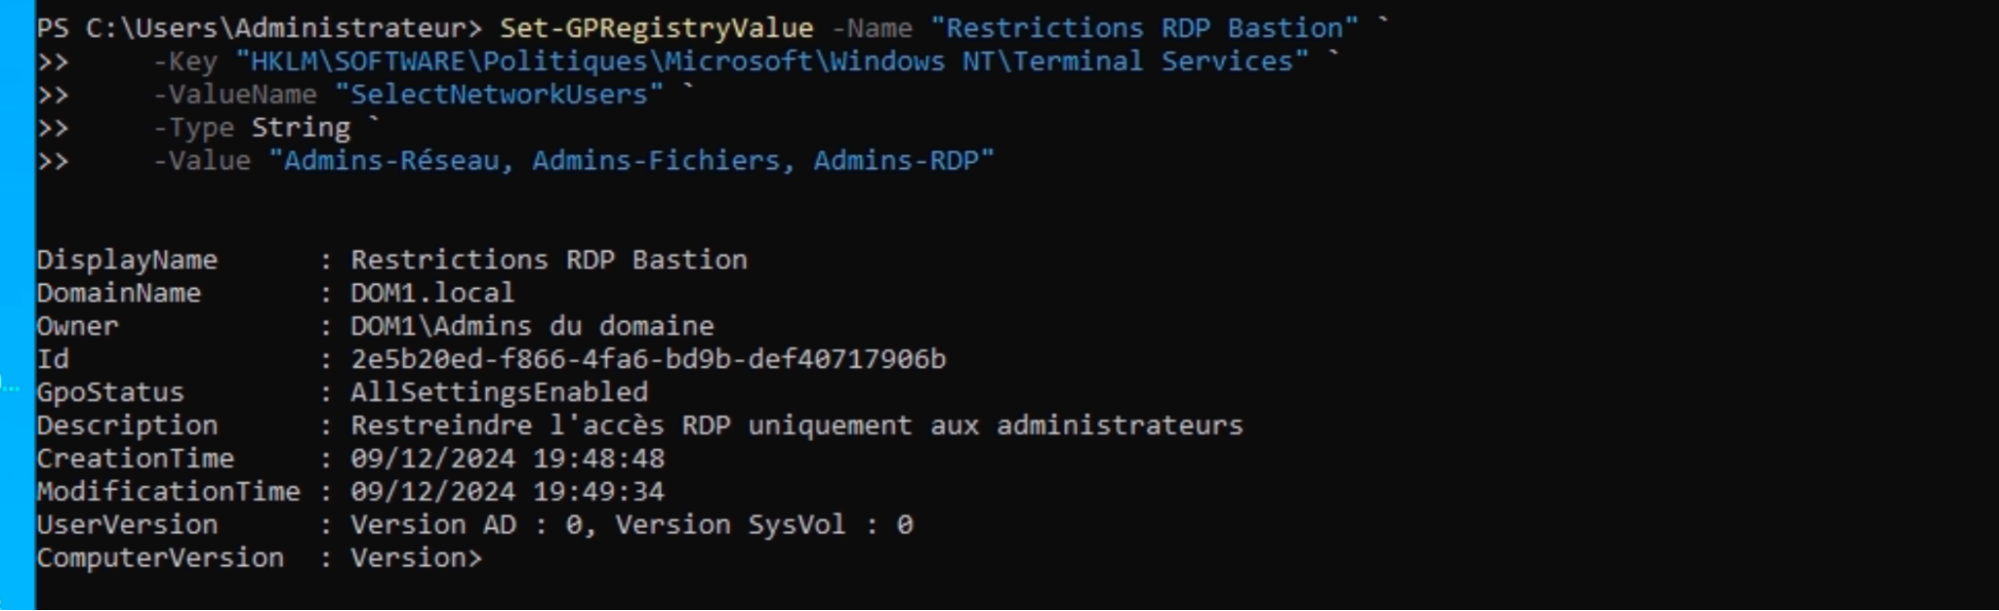 PS C:\Users\Administrateur> Set-GPRegistryValue -Name "Restrictions RDP Bastion" `
>>     -Key "HKLM\SOFTWARE\Politiques\Microsoft\Windows NT\Terminal Services" `
>>     -ValueName "SelectNetworkUsers" `
>>     -Type String `
>>     -Value "Admins-Réseau, Admins-Fichiers, Admins-RDP"
DisplayName      : Restrictions RDP Bastion
DomainName       : DOM1.local
Owner            : DOM1\Admins du domaine
Id               : 2e5b20ed-f866-4fa6-bd9b-def40717906b
GpoStatus        : AllSettingsEnabled
Description      : Restreindre l'accès RDP uniquement aux administrateurs
CreationTime     : 09/12/2024 19:48:48
ModificationTime : 09/12/2024 19:49:34
UserVersion      : Version AD : 0, Version SysVol : 0
ComputerVersion  : Version>